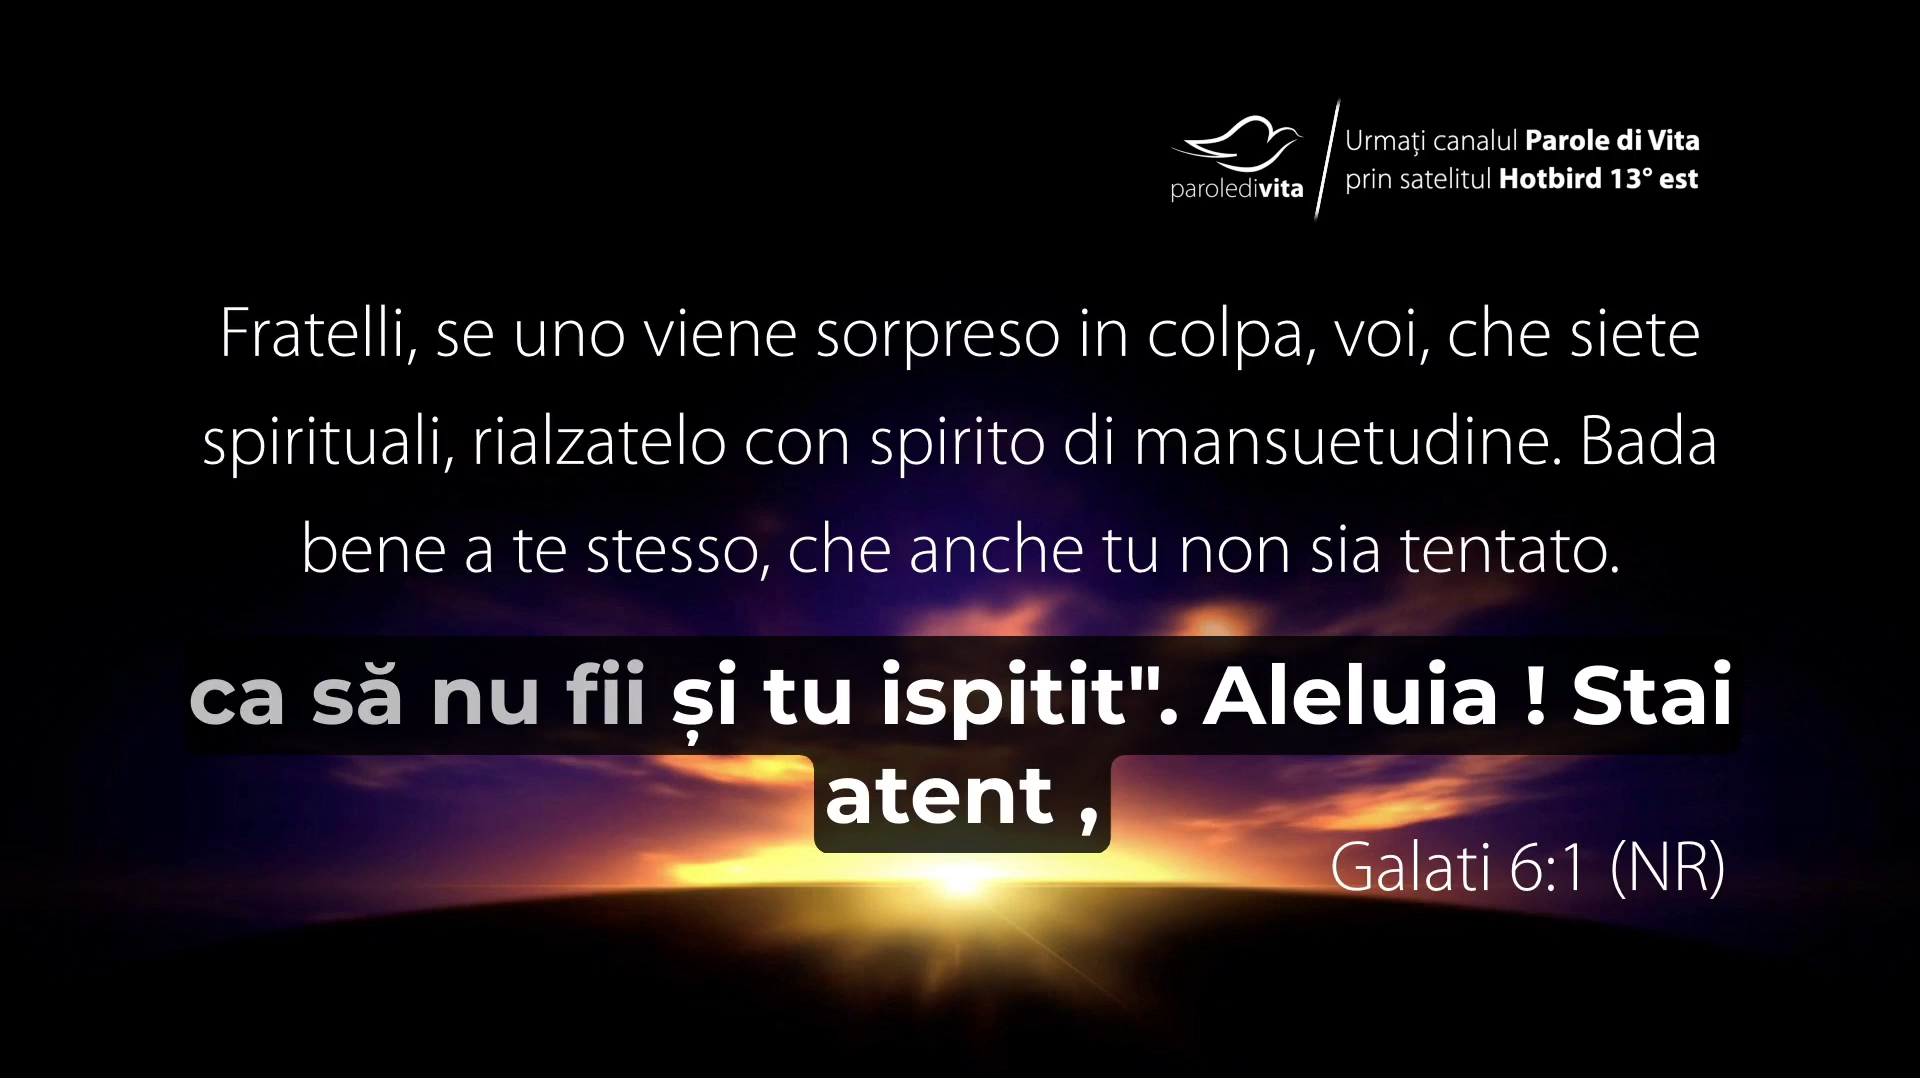 Urmați canalul Parole di Vita
paroledivita
prin satelitul Hotbird 13° est
Fratelli, se uno viene sorpreso in colpa, voi, che siete
spirituali, rialzatelo con spirito di mansuetudine. Bada
bene a te stesso, che anche tu non sia tentato.
ca să nu fii și tu ispitit". Aleluia ! Stai
atent ,
Galati 6:1 (NR)